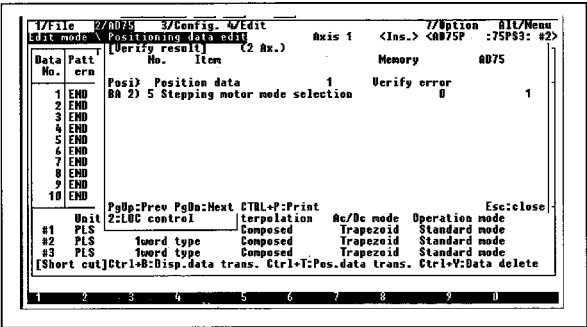 1/File 2/AD75 3/Config. 4/Edit 7/Option Alt/Menu
Edit mode \ Positioning data edit Axis 1 <Ins.> <AD75P :75PS3: #2>
[Verify result] (2 Ax.)
Data Patt No. Item Memory AD75
No. ern
Posi) Position data 1 Verify error
1 END BA 2) 5 Stepping motor mode selection 0 1
2 END
3 END
4 END
5 END
6 END
7 END
8 END
9 END
10 END
PgUp:Prev PgDn:Next CTRL+P:Print Esc:close
Unit 2:LOC control terpolation Ac/Dc mode Operation mode
#1 PLS Composed Trapezoid Standard mode
#2 PLS 1word type Composed Trapezoid Standard mode
#3 PLS 1word type Composed Trapezoid Standard mode
[Short cut]Ctrl+B:Disp.data trans. Ctrl+T:Pos.data trans. Ctrl+Y:Data delete
1 2 3 4 5 6 7 8 9 0